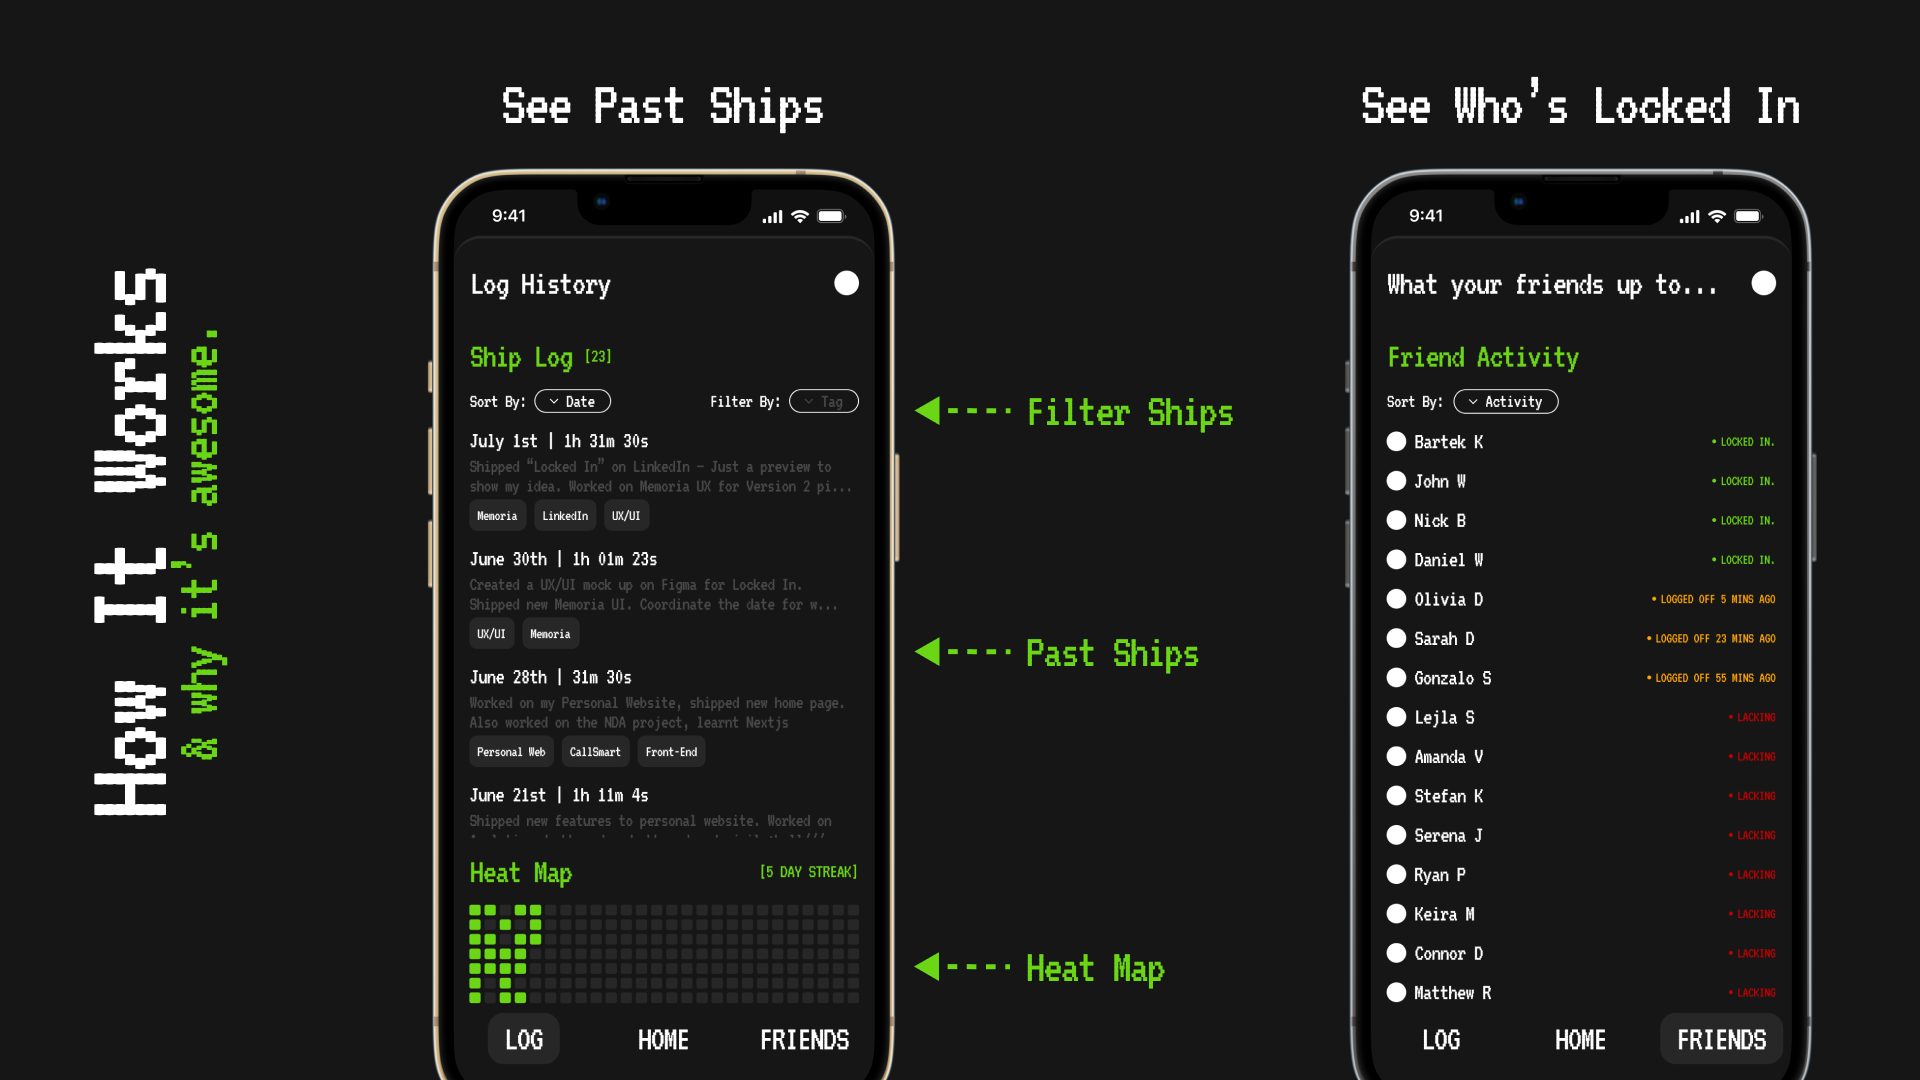 How It Works
& why it's awesome.
See Past Ships
9:41
Log History
Ship Log [23]
Sort By: Date
Filter By: Tag
July 1st | 1h 31m 30s
Shipped “Locked In” on LinkedIn – Just a preview to
show my idea. Worked on Memoria UX for Version 2 pi...
Memoria LinkedIn UX/UI
June 30th | 1h 01m 23s
Created a UX/UI mock up on Figma for Locked In.
Shipped new Memoria UI. Coordinate the date for w...
UX/UI Memoria
June 28th | 31m 30s
Worked on my Personal Website, shipped new home page.
Also worked on the NDA project, learnt Nextjs
Personal Web CallSmart Front-End
June 21st | 1h 11m 4s
Shipped new features to personal website. Worked on
Heat Map [5 DAY STREAK]
LOG HOME FRIENDS
Filter Ships
Past Ships
Heat Map
See Who's Locked In
9:41
What your friends up to...
Friend Activity
Sort By: Activity
Bartek K • LOCKED IN.
John W • LOCKED IN.
Nick B • LOCKED IN.
Daniel W • LOCKED IN.
Olivia D • LOGGED OFF 5 MINS AGO
Sarah D • LOGGED OFF 23 MINS AGO
Gonzalo S • LOGGED OFF 55 MINS AGO
Lejla S • LACKING
Amanda V • LACKING
Stefan K • LACKING
Serena J • LACKING
Ryan P • LACKING
Keira M • LACKING
Connor D • LACKING
Matthew R • LACKING
LOG HOME FRIENDS